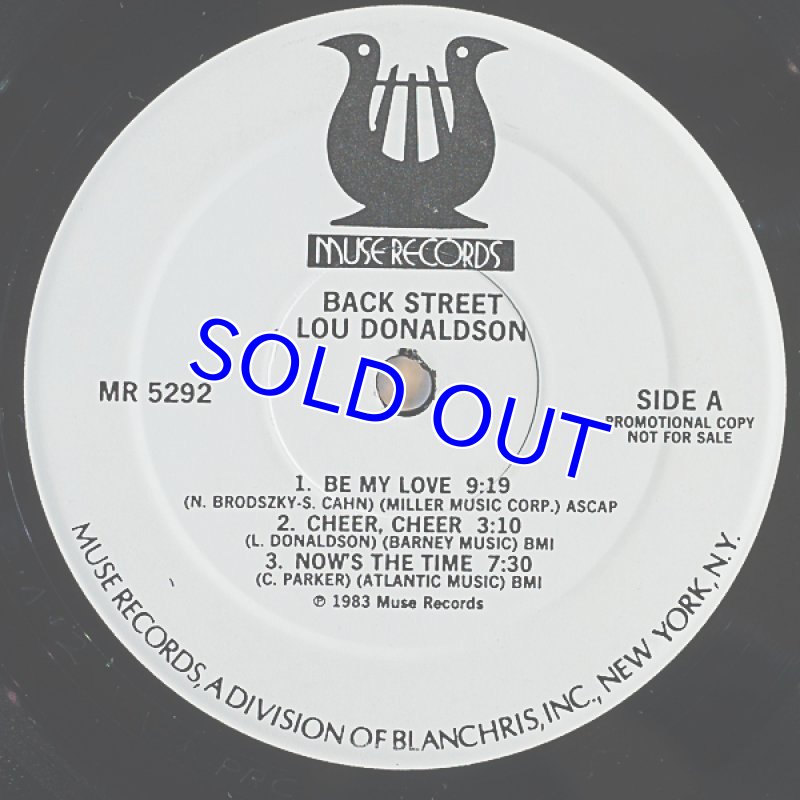 MUSE RECORDS
BACK STREET
LOU DONALDSON
SOLD OUT
MR 5292
SIDE A
PROMOTIONAL COPY
NOT FOR SALE
1. BE MY LOVE 9:19
(N. BRODSZKY-S. CAHN) (MILLER MUSIC CORP.) ASCAP
2. CHEER, CHEER 3:10
(L. DONALDSON) (BARNEY MUSIC) BMI
3. NOW'S THE TIME 7:30
(C. PARKER) (ATLANTIC MUSIC) BMI
℗ 1983 Muse Records
MUSE RECORDS, A DIVISION OF BLANCHRIS, INC., NEW YORK, N.Y.